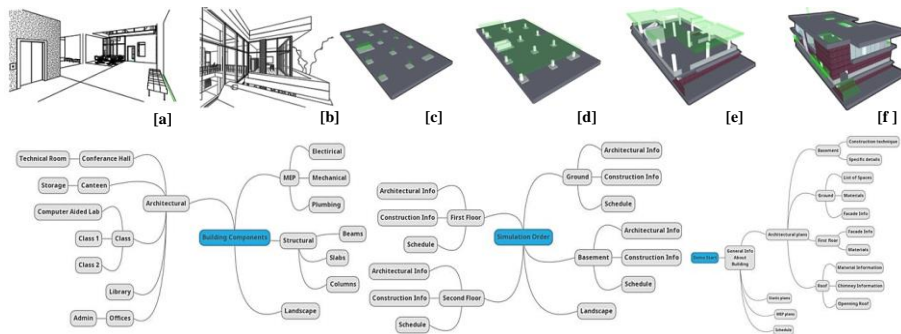 [a]
[b]
[c]
[d]
[e]
[f ]
Technical Room
Conferance Hall
Storage
Canteen
Computer Aided Lab
Class 1
Class
Class 2
Library
Admin
Offices
Architectural
Building Components
MEP
Electrical
Mechanical
Plumbing
Structural
Beams
Slabs
Columns
Landscape
Architectural Info
Construction Info
First Floor
Schedule
Architectural Info
Construction Info
Second Floor
Schedule
Simulation Order
Ground
Architectural Info
Construction Info
Schedule
Basement
Architectural Info
Construction Info
Schedule
Landscape
General Info
About
Building
Architectural plans
Basement
Construction technique
Specific details
Ground
List of Spaces
Materials
Facade Info
First floor
Facade Info
Materials
Roof
Material Information
Chimney Information
Openning Roof
MEP plans
Schedule